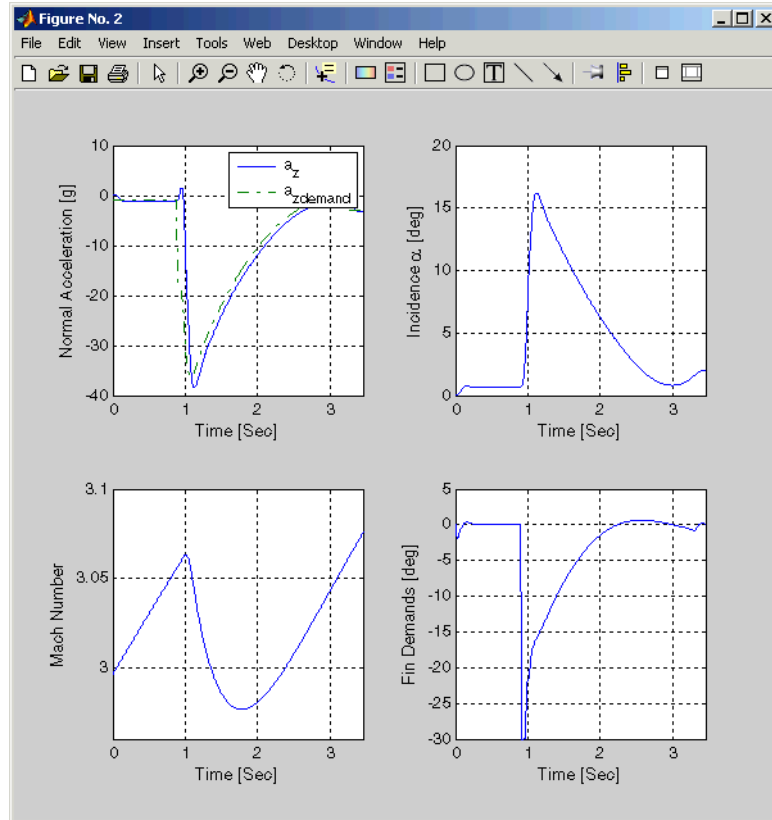 Figure No. 2
File Edit View Insert Tools Web Desktop Window Help
T
10
0
-10
-20
-30
-40
Normal Acceleration [g]
a_z
a_zdemand
0 1 2 3
Time [Sec]
20
15
10
5
0
Incidence α [deg]
0 1 2 3
Time [Sec]
3.1
3.05
3
Mach Number
0 1 2 3
Time [Sec]
5
0
-5
-10
-15
-20
-25
-30
Fin Demands [deg]
0 1 2 3
Time [Sec]